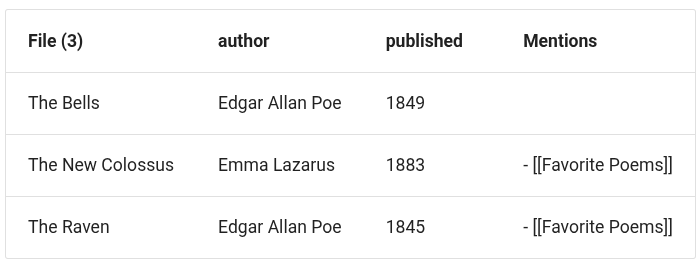 File (3) author published Mentions
The Bells Edgar Allan Poe 1849
The New Colossus Emma Lazarus 1883 - [[Favorite Poems]]
The Raven Edgar Allan Poe 1845 - [[Favorite Poems]]